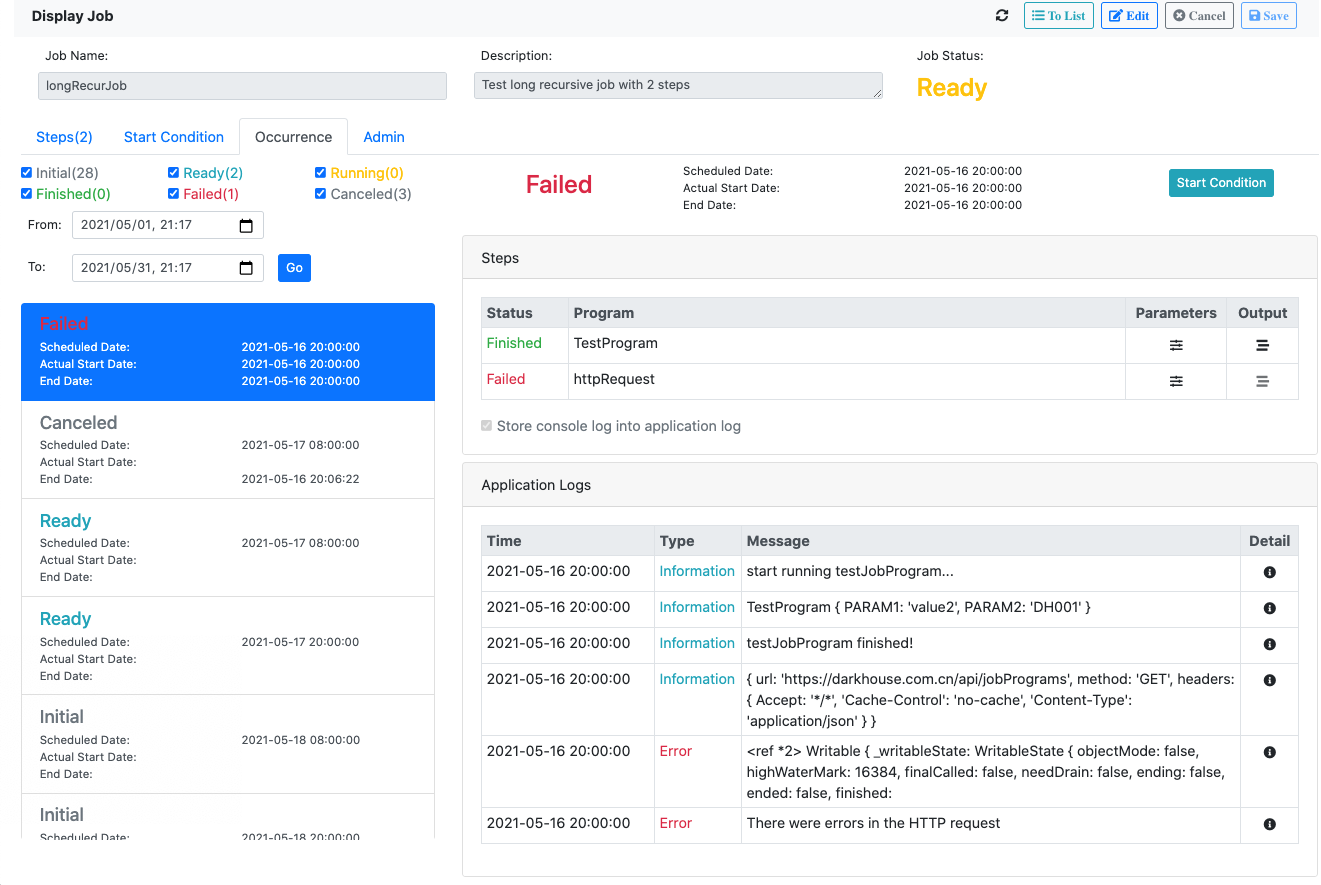 Display Job
To List
Edit
Cancel
Save
Job Name:
Description:
Job Status:
longRecurJob
Test long recursive job with 2 steps
Ready
Steps(2)
Start Condition
Occurrence
Admin
Initial(28)
Ready(2)
Running(0)
Finished(0)
Failed(1)
Canceled(3)
From:
2021/05/01, 21:17
To:
2021/05/31, 21:17
Go
Failed
Scheduled Date: 2021-05-16 20:00:00
Actual Start Date: 2021-05-16 20:00:00
End Date: 2021-05-16 20:00:00
Canceled
Scheduled Date: 2021-05-17 08:00:00
Actual Start Date:
End Date: 2021-05-16 20:06:22
Ready
Scheduled Date: 2021-05-17 08:00:00
Actual Start Date:
End Date:
Ready
Scheduled Date: 2021-05-17 20:00:00
Actual Start Date:
End Date:
Initial
Scheduled Date: 2021-05-18 08:00:00
Actual Start Date:
End Date:
Initial
Scheduled Date: 2021-05-18 20:00:00
Failed
Scheduled Date: 2021-05-16 20:00:00
Actual Start Date: 2021-05-16 20:00:00
End Date: 2021-05-16 20:00:00
Start Condition
Steps
Status Program Parameters Output
Finished TestProgram
Failed httpRequest
Store console log into application log
Application Logs
Time Type Message Detail
2021-05-16 20:00:00 Information start running testJobProgram...
2021-05-16 20:00:00 Information TestProgram { PARAM1: 'value2', PARAM2: 'DH001' }
2021-05-16 20:00:00 Information testJobProgram finished!
2021-05-16 20:00:00 Information { url: 'https://darkhouse.com.cn/api/jobPrograms', method: 'GET', headers:
{ Accept: '*/*', 'Cache-Control': 'no-cache', 'Content-Type':
'application/json' } }
2021-05-16 20:00:00 Error <ref *2> Writable { _writableState: WritableState { objectMode: false,
highWaterMark: 16384, finalCalled: false, needDrain: false, ending: false,
ended: false, finished:
2021-05-16 20:00:00 Error There were errors in the HTTP request